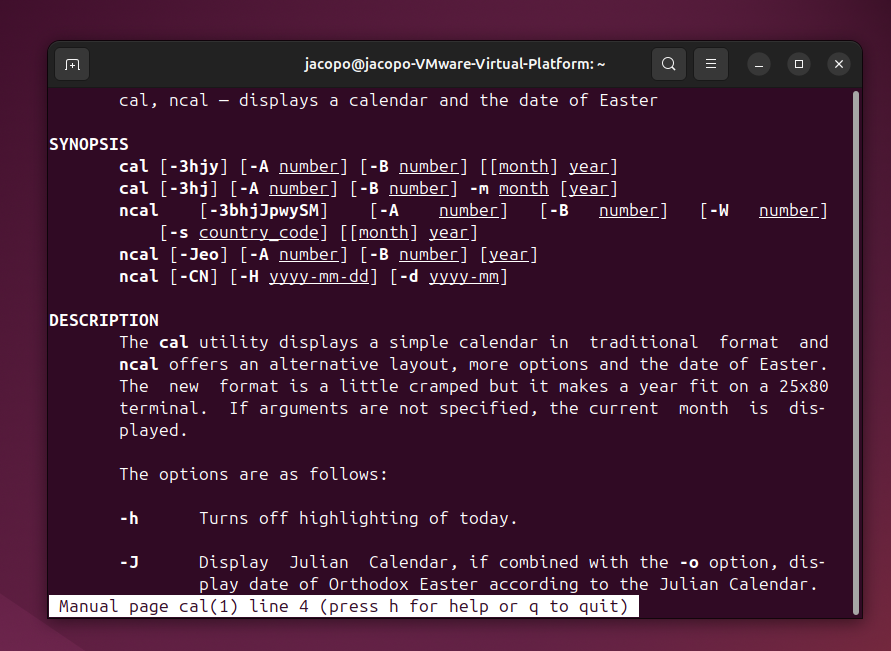 jacopo@jacopo-VMware-Virtual-Platform: ~
cal, ncal — displays a calendar and the date of Easter
SYNOPSIS
cal [-3hjy] [-A number] [-B number] [[month] year]
cal [-3hj] [-A number] [-B number] -m month [year]
ncal [-3bhjJpwySM] [-A number] [-B number] [-W number]
[-s country_code] [[month] year]
ncal [-Jeo] [-A number] [-B number] [year]
ncal [-CN] [-H yyyy-mm-dd] [-d yyyy-mm]
DESCRIPTION
The cal utility displays a simple calendar in traditional format and
ncal offers an alternative layout, more options and the date of Easter.
The new format is a little cramped but it makes a year fit on a 25x80
terminal. If arguments are not specified, the current month is dis‐
played.
The options are as follows:
-h Turns off highlighting of today.
-J Display Julian Calendar, if combined with the -o option, dis‐
play date of Orthodox Easter according to the Julian Calendar.
Manual page cal(1) line 4 (press h for help or q to quit)